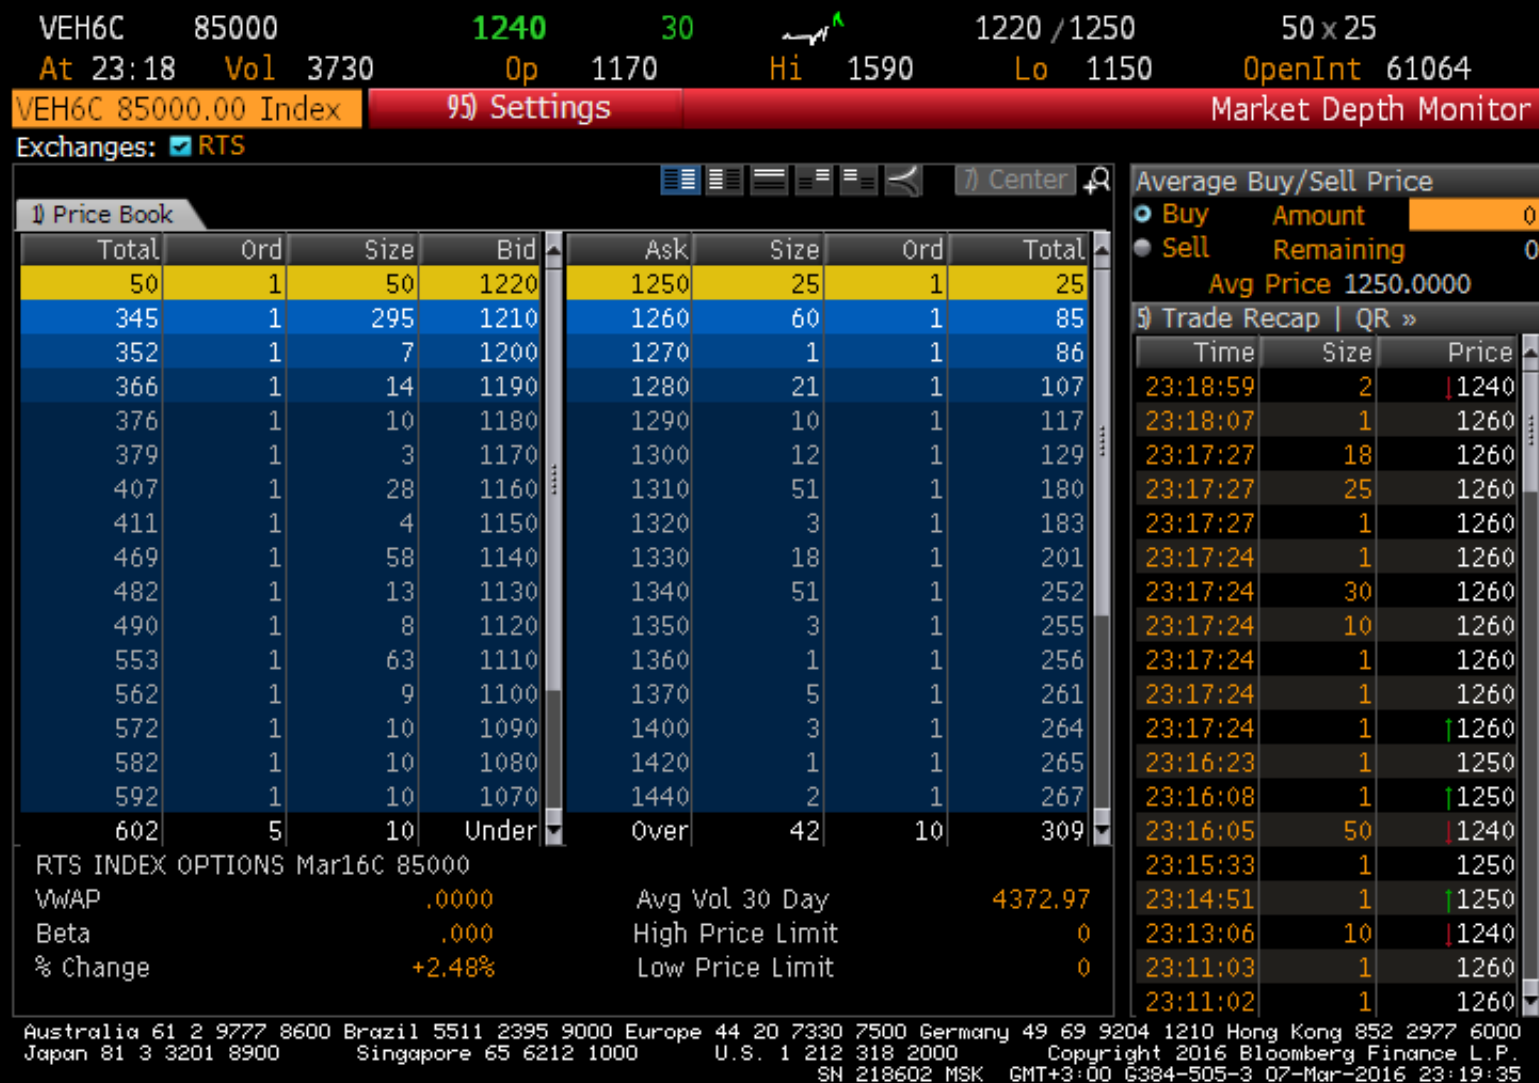 VEH6C 85000 1240 30 1220 /1250 50 x 25
At 23:18 Vol 3730 Op 1170 Hi 1590 Lo 1150 OpenInt 61064
VEH6C 85000.00 Index 95) Settings Market Depth Monitor
Exchanges: RTS
7) Center
1) Price Book
Total Ord Size Bid Ask Size Ord Total
50 1 50 1220 1250 25 1 25
345 1 295 1210 1260 60 1 85
352 1 7 1200 1270 1 1 86
366 1 14 1190 1280 21 1 107
376 1 10 1180 1290 10 1 117
379 1 3 1170 1300 12 1 129
407 1 28 1160 1310 51 1 180
411 1 4 1150 1320 3 1 183
469 1 58 1140 1330 18 1 201
482 1 13 1130 1340 51 1 252
490 1 8 1120 1350 3 1 255
553 1 63 1110 1360 1 1 256
562 1 9 1100 1370 5 1 261
572 1 10 1090 1400 3 1 264
582 1 10 1080 1420 1 1 265
592 1 10 1070 1440 2 1 267
602 5 10 Under Over 42 10 309
RTS INDEX OPTIONS Mar16C 85000
VWAP .0000 Avg Vol 30 Day 4372.97
Beta .000 High Price Limit 0
% Change +2.48% Low Price Limit 0
Average Buy/Sell Price
Buy Amount 0
Sell Remaining 0
Avg Price 1250.0000
5) Trade Recap | QR »
Time Size Price
23:18:59 2 ↓1240
23:18:07 1 1260
23:17:27 18 1260
23:17:27 25 1260
23:17:27 1 1260
23:17:24 1 1260
23:17:24 30 1260
23:17:24 10 1260
23:17:24 1 1260
23:17:24 1 1260
23:17:24 1 ↑1260
23:16:23 1 1250
23:16:08 1 ↑1250
23:16:05 50 ↓1240
23:15:33 1 1250
23:14:51 1 ↑1250
23:13:06 10 ↓1240
23:11:03 1 1260
23:11:02 1 1260
Australia 61 2 9777 8600 Brazil 5511 2395 9000 Europe 44 20 7330 7500 Germany 49 69 9204 1210 Hong Kong 852 2977 6000
Japan 81 3 3201 8900 Singapore 65 6212 1000 U.S. 1 212 318 2000 Copyright 2016 Bloomberg Finance L.P.
SN 218602 MSK GMT+3:00 G384-505-3 07-Mar-2016 23:19:35